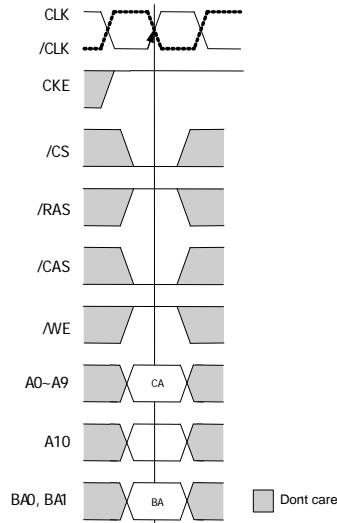 CLK
/CLK
CKE
/CS
/RAS
/CAS
/WE
A0~A9
CA
A10
BA0, BA1
BA
Dont care